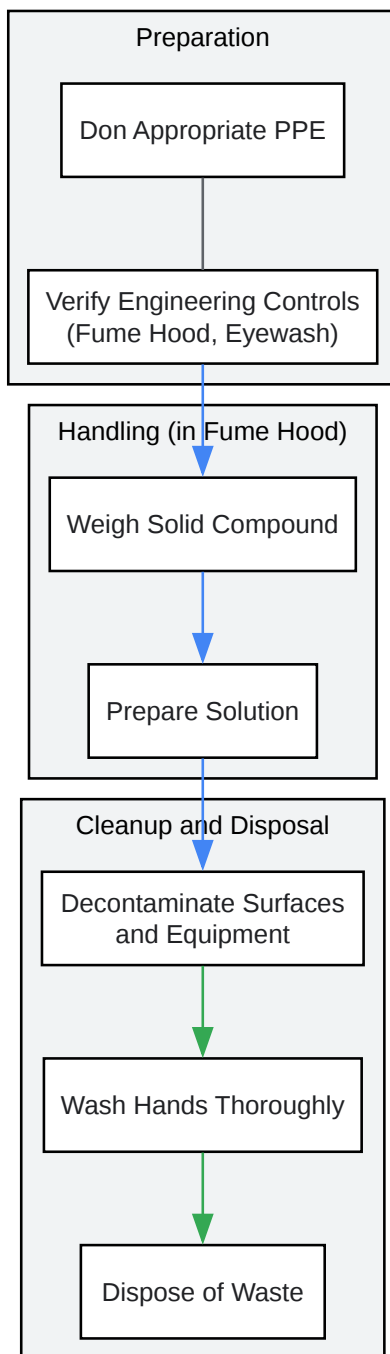 Preparation
Don Appropriate PPE
Verify Engineering Controls
(Fume Hood, Eyewash)
Handling (in Fume Hood)
Weigh Solid Compound
Prepare Solution
Cleanup and Disposal
Decontaminate Surfaces
and Equipment
Wash Hands Thoroughly
Dispose of Waste